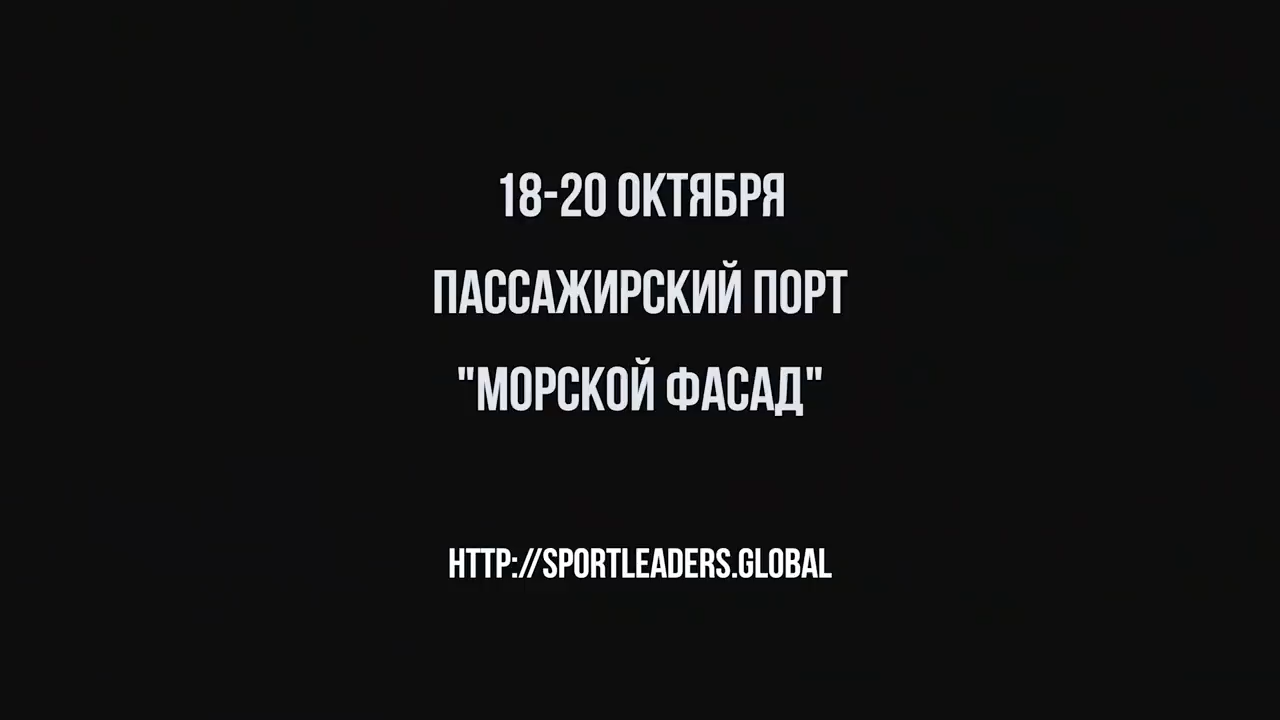 18-20 ОКТЯБРЯ
ПАССАЖИРСКИЙ ПОРТ
"МОРСКОЙ ФАСАД"
HTTP://SPORTLEADERS.GLOBAL